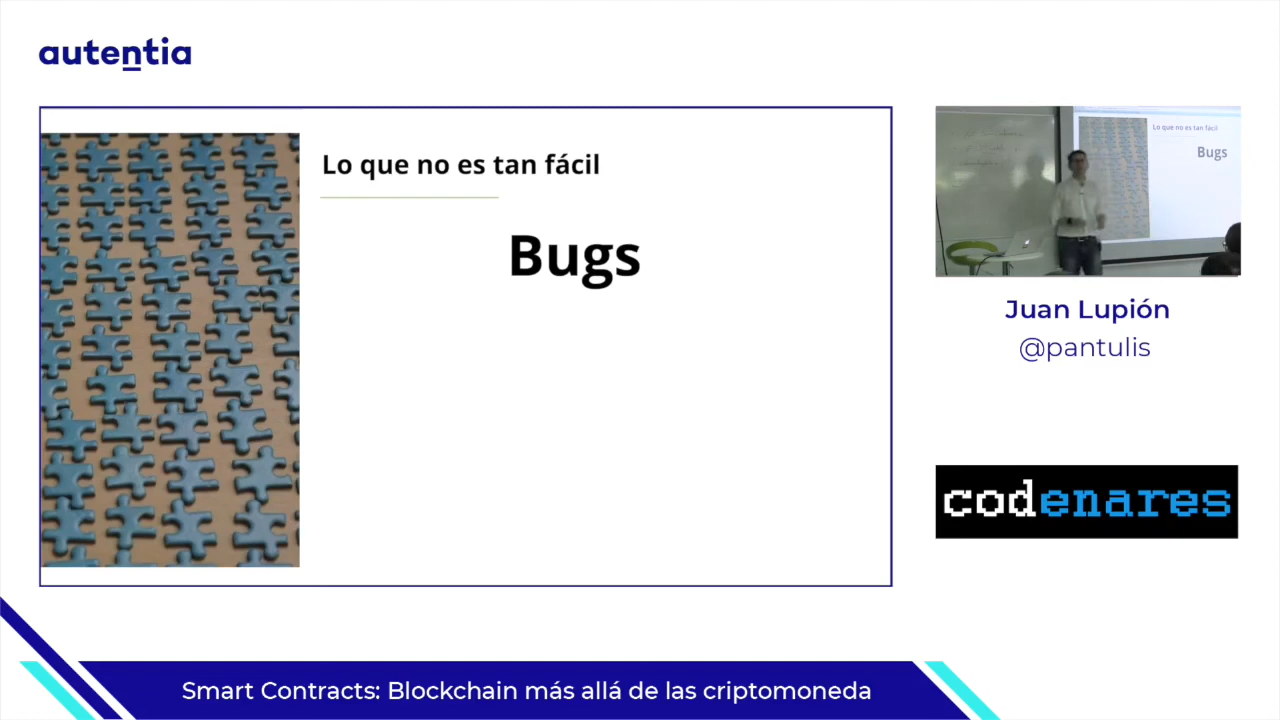 autentia
Lo que no es tan fácil
Bugs
Lo que no es tan fácil
Bugs
Juan Lupión
@pantulis
codenares
Smart Contracts: Blockchain más allá de las criptomoneda